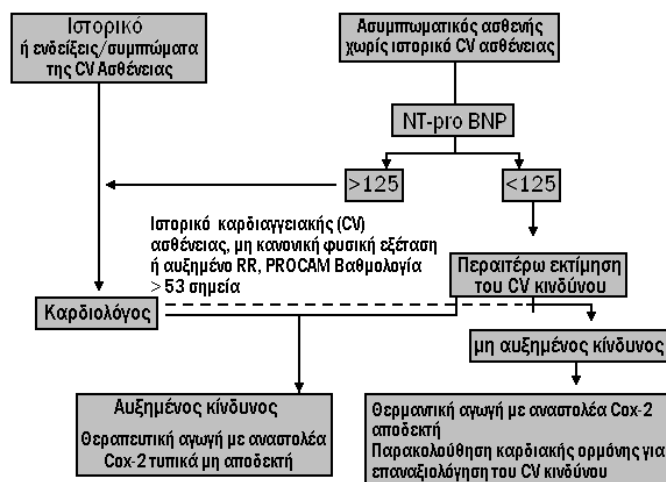 Ιστορικό
ή ενδείξεις/συμπτώματα
της CV Ασθένειας
Ασυμπτωματικός ασθενής
χωρίς ιστορικό CV ασθένειας
NT-pro BNP
>125
<125
Ιστορικό καρδιαγγειακής (CV)
ασθένειας, μη κανονική φυσική εξέταση
ή αυξημένο RR, PROCAM Βαθμολογία
> 53 σημεία
Περαιτέρω εκτίμηση
του CV κινδύνου
Καρδιολόγος
μη αυξημένος κίνδυνος
Αυξημένος κίνδυνος
Θεραπευτική αγωγή με αναστολέα
Cox-2 τυπικά μη αποδεκτή
Θερμαντική αγωγή με αναστολέα Cox-2
αποδεκτή
Παρακολούθηση καρδιακής ορμόνης για
επαναξιολόγηση του CV κινδύνου